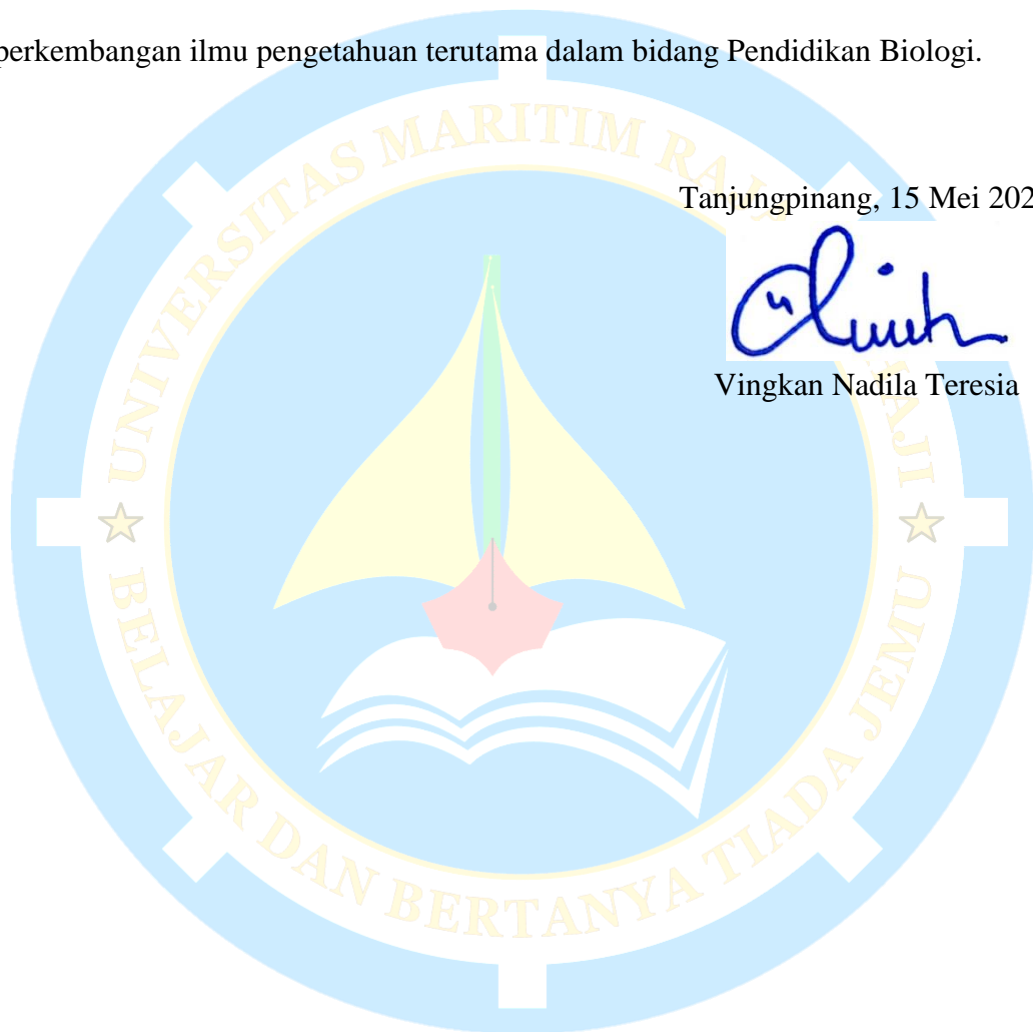 perkembangan ilmu pengetahuan terutama dalam bidang Pendidikan Biologi.
Tanjungpinang, 15 Mei 202
Vingkan Nadila Teresia
UNIVERSITAS MARITIM RAJA HAJI
BELAJAR DAN BERTANYA TIADA JEMU